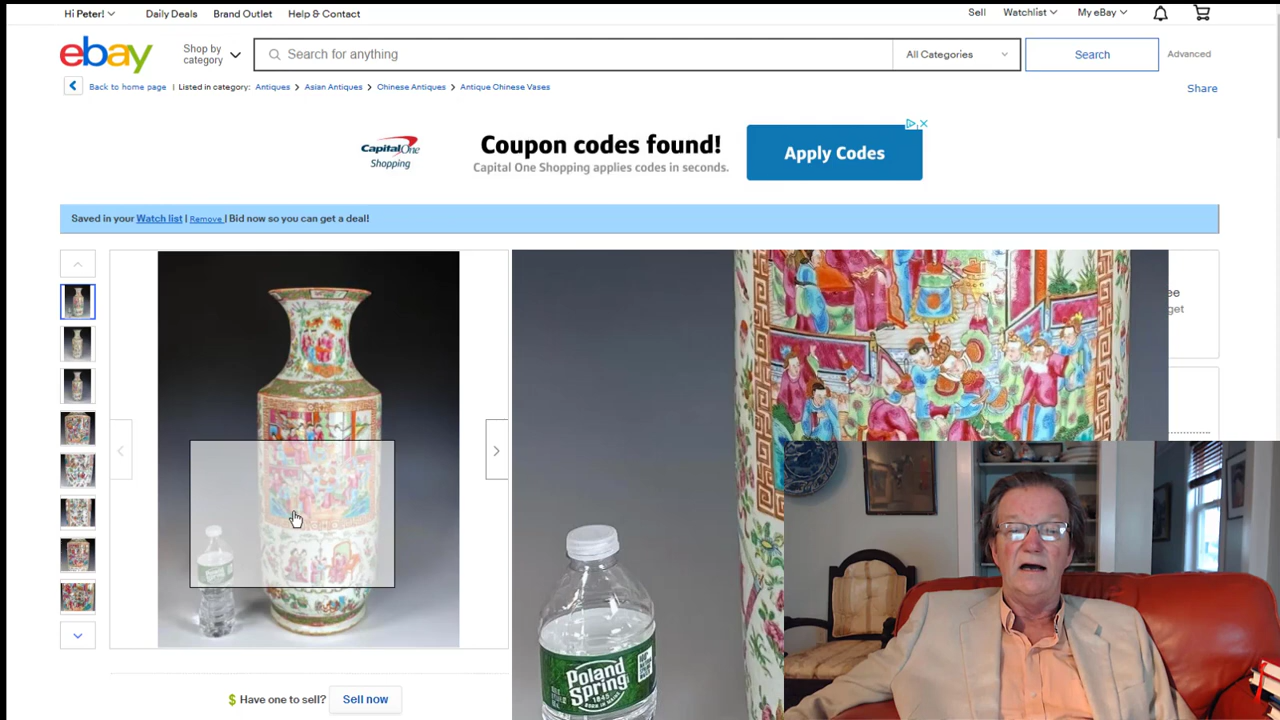 Hi Peter!
Daily Deals
Brand Outlet
Help & Contact
Sell
Watchlist
My eBay
ebay
Shop by
category
Search for anything
All Categories
Search
Advanced
Back to home page
Listed in category:
Antiques
Asian Antiques
Chinese Antiques
Antique Chinese Vases
Share
Capital One
Shopping
Coupon codes found!
Capital One Shopping applies codes in seconds.
Apply Codes
Saved in your Watch list | Remove | Bid now so you can get a deal!
ee
get
Poland
Spring
1845
$ Have one to sell?
Sell now